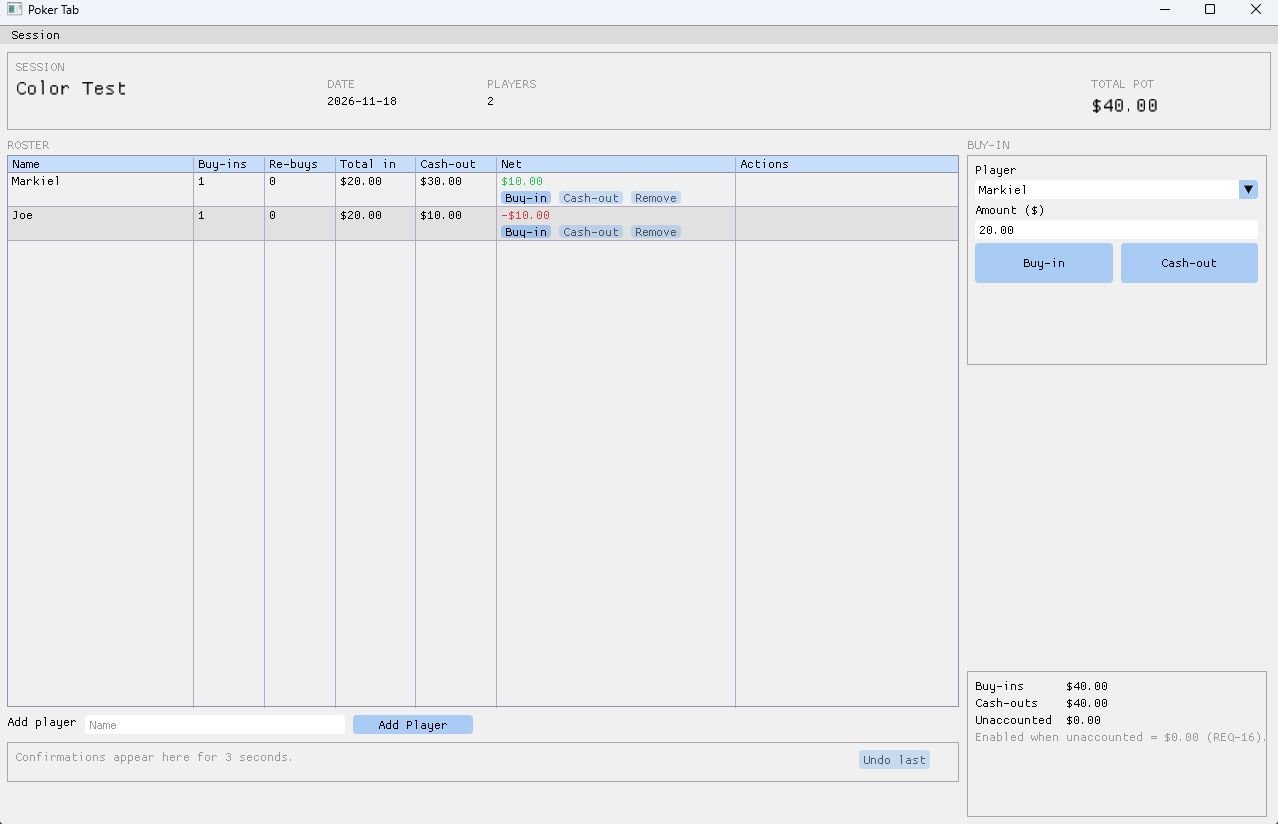 Poker Tab
Session
SESSION
Color Test
DATE
2026-11-18
PLAYERS
2
TOTAL POT
$40.00
ROSTER
Name Buy-ins Re-buys Total in Cash-out Net Actions
Markiel 1 0 $20.00 $30.00 $10.00
Buy-in Cash-out Remove
Joe 1 0 $20.00 $10.00 -$10.00
Buy-in Cash-out Remove
Add player Name Add Player
Confirmations appear here for 3 seconds. Undo last
BUY-IN
Player
Markiel
Amount ($)
20.00
Buy-in Cash-out
Buy-ins $40.00
Cash-outs $40.00
Unaccounted $0.00
Enabled when unaccounted = $0.00 (REQ-16).